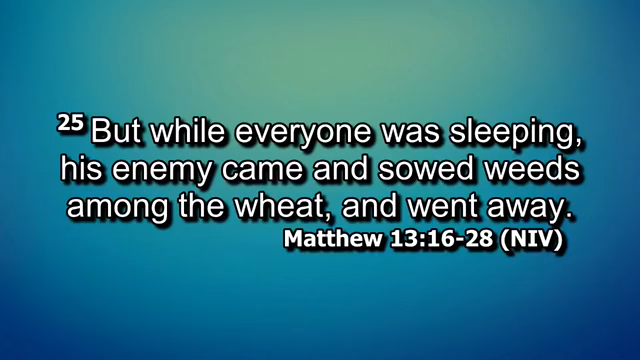 25 But while everyone was sleeping,
his enemy came and sowed weeds
among the wheat, and went away.
Matthew 13:16-28 (NIV)